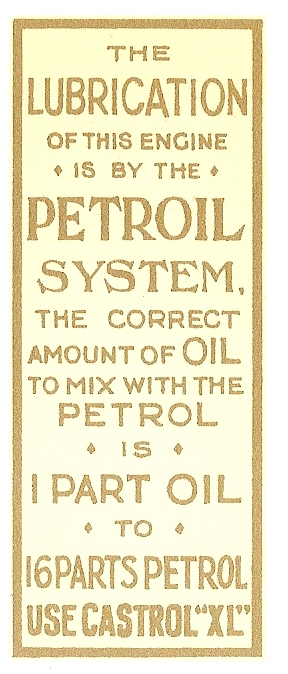 THE
LUBRICATION
OF THIS ENGINE
♦ IS BY THE ♦
PETROIL
SYSTEM.
THE CORRECT
AMOUNT OF OIL
TO MIX WITH THE
PETROL
♦ IS ♦
1 PART OIL
♦ TO ♦
16 PARTS PETROL
USE CASTROL "XL"